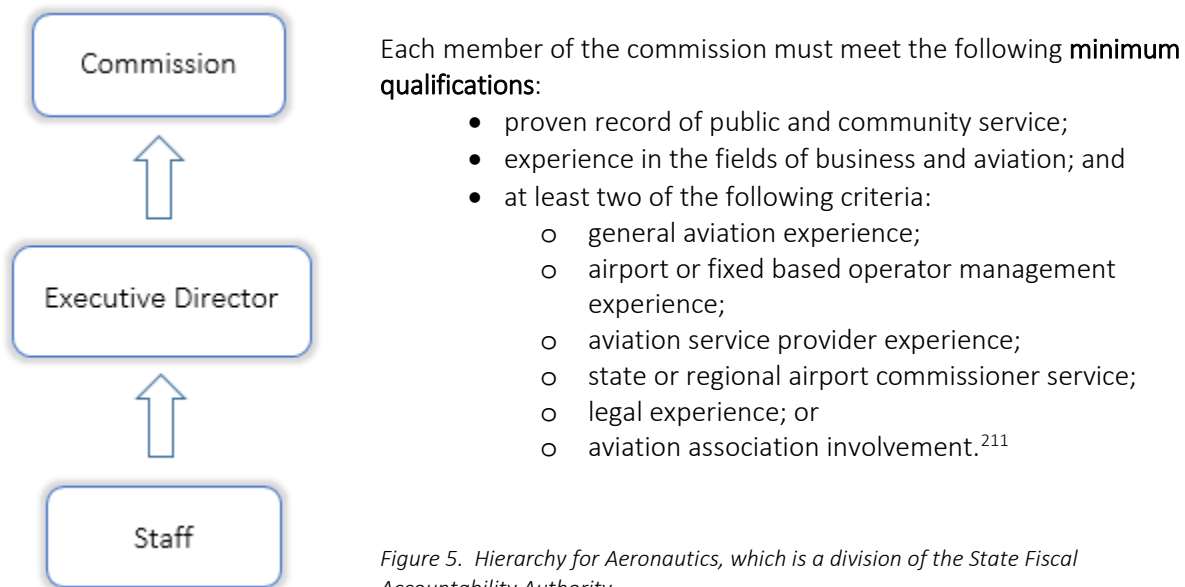 Commission
Executive Director
Staff
Each member of the commission must meet the following minimum
qualifications:
• proven record of public and community service;
• experience in the fields of business and aviation; and
• at least two of the following criteria:
o general aviation experience;
o airport or fixed based operator management
experience;
o aviation service provider experience;
o state or regional airport commissioner service;
o legal experience; or
o aviation association involvement.211
Figure 5. Hierarchy for Aeronautics, which is a division of the State Fiscal
Accountability Authority